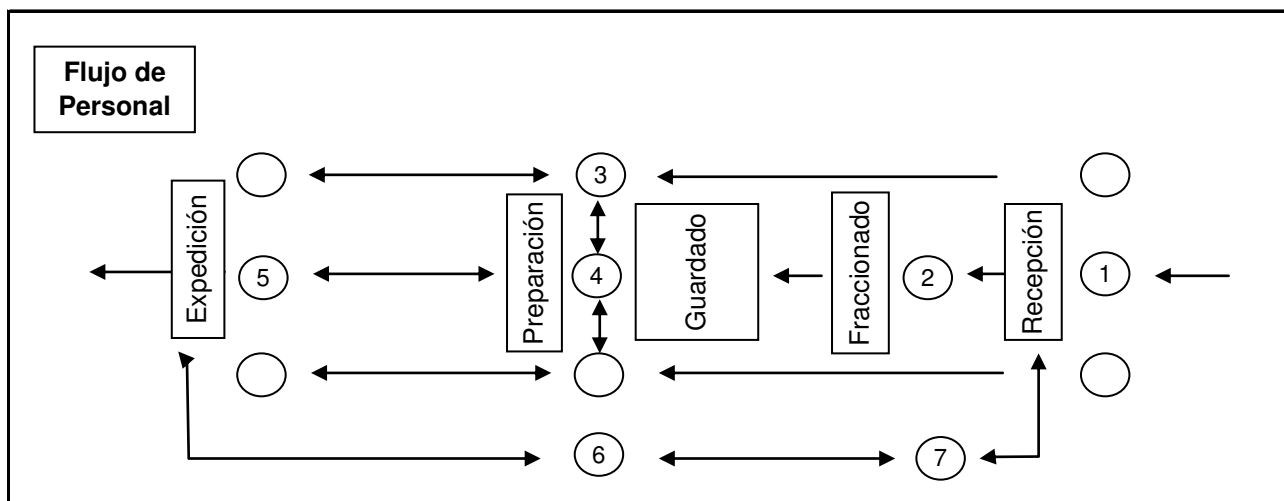 Flujo de
Personal
3
Expedición
Preparación
Guardado
Fraccionado
Recepción
5
4
2
1
6
7